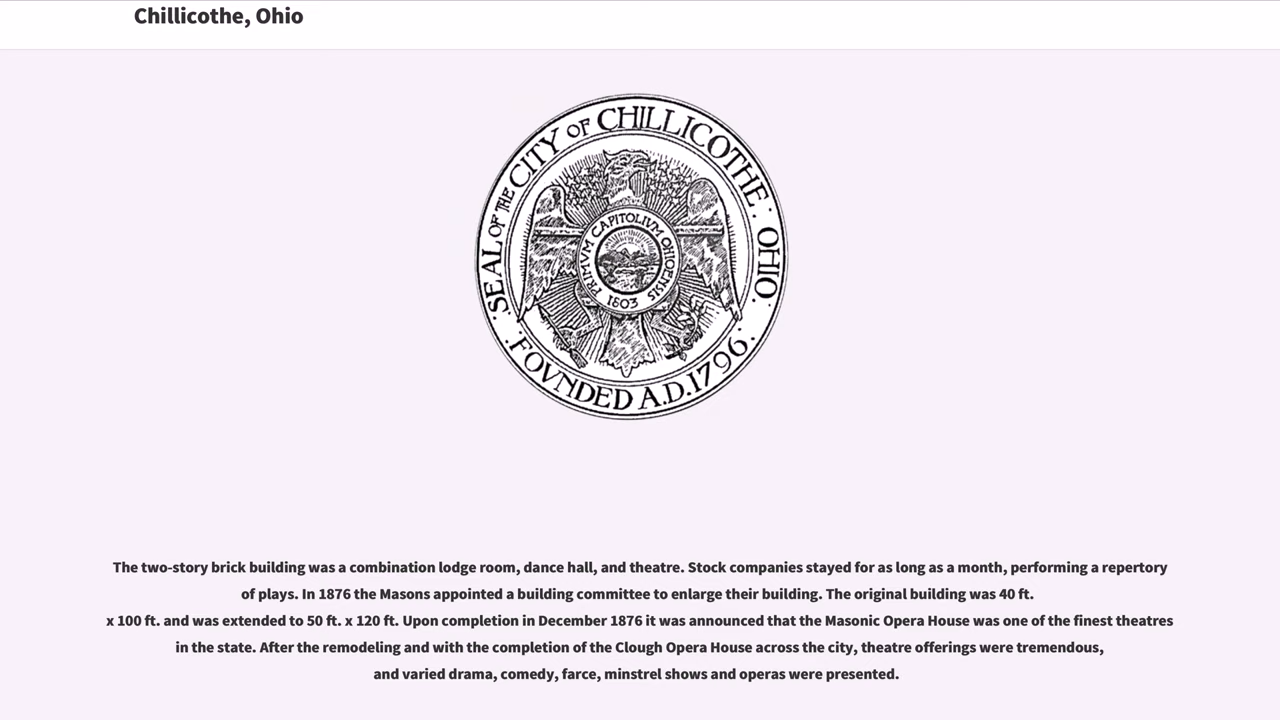 Chillicothe, Ohio
SEAL OF THE CITY OF CHILLICOTHE: OHIO:
PRIMVM CAPITOLIVM OHIOENSIS
1803
FOVNDED A.D. 1796
The two-story brick building was a combination lodge room, dance hall, and theatre. Stock companies stayed for as long as a month, performing a repertory
of plays. In 1876 the Masons appointed a building committee to enlarge their building. The original building was 40 ft.
x 100 ft. and was extended to 50 ft. x 120 ft. Upon completion in December 1876 it was announced that the Masonic Opera House was one of the finest theatres
in the state. After the remodeling and with the completion of the Clough Opera House across the city, theatre offerings were tremendous,
and varied drama, comedy, farce, minstrel shows and operas were presented.